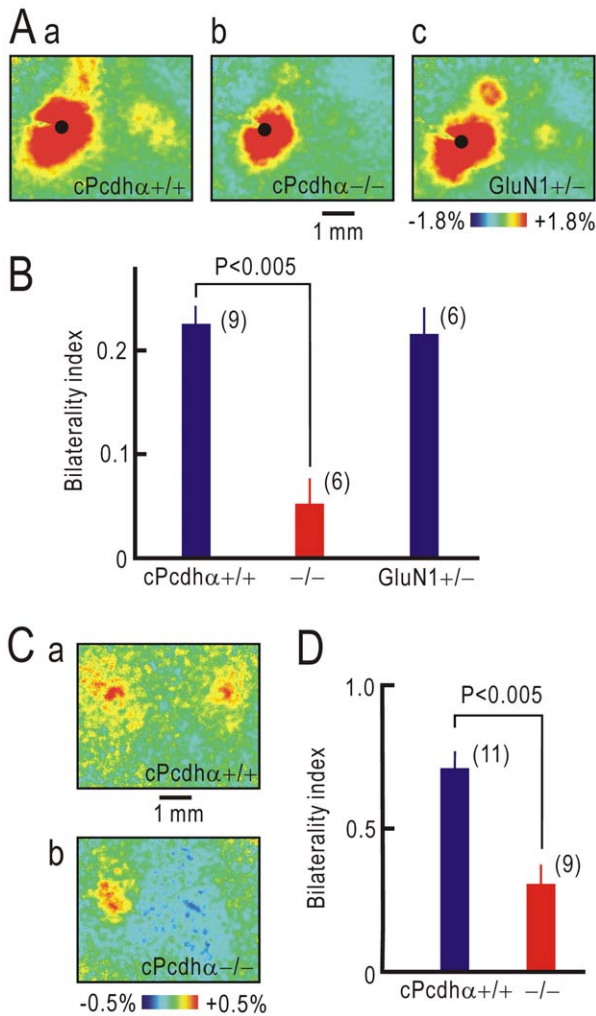 A a b c
cPcdhα+/+ cPcdhα−/− GluN1+/−
1 mm -1.8% +1.8%
B
P<0.005
(9) (6) (6)
Bilaterality index
0.2
0.1
0
cPcdhα+/+ −/− GluN1+/−
C a
cPcdhα+/+
1 mm
b
cPcdhα−/−
-0.5% +0.5%
D
1.0
P<0.005
(11)
Bilaterality index
0.5
(9)
0
cPcdhα+/+ −/−